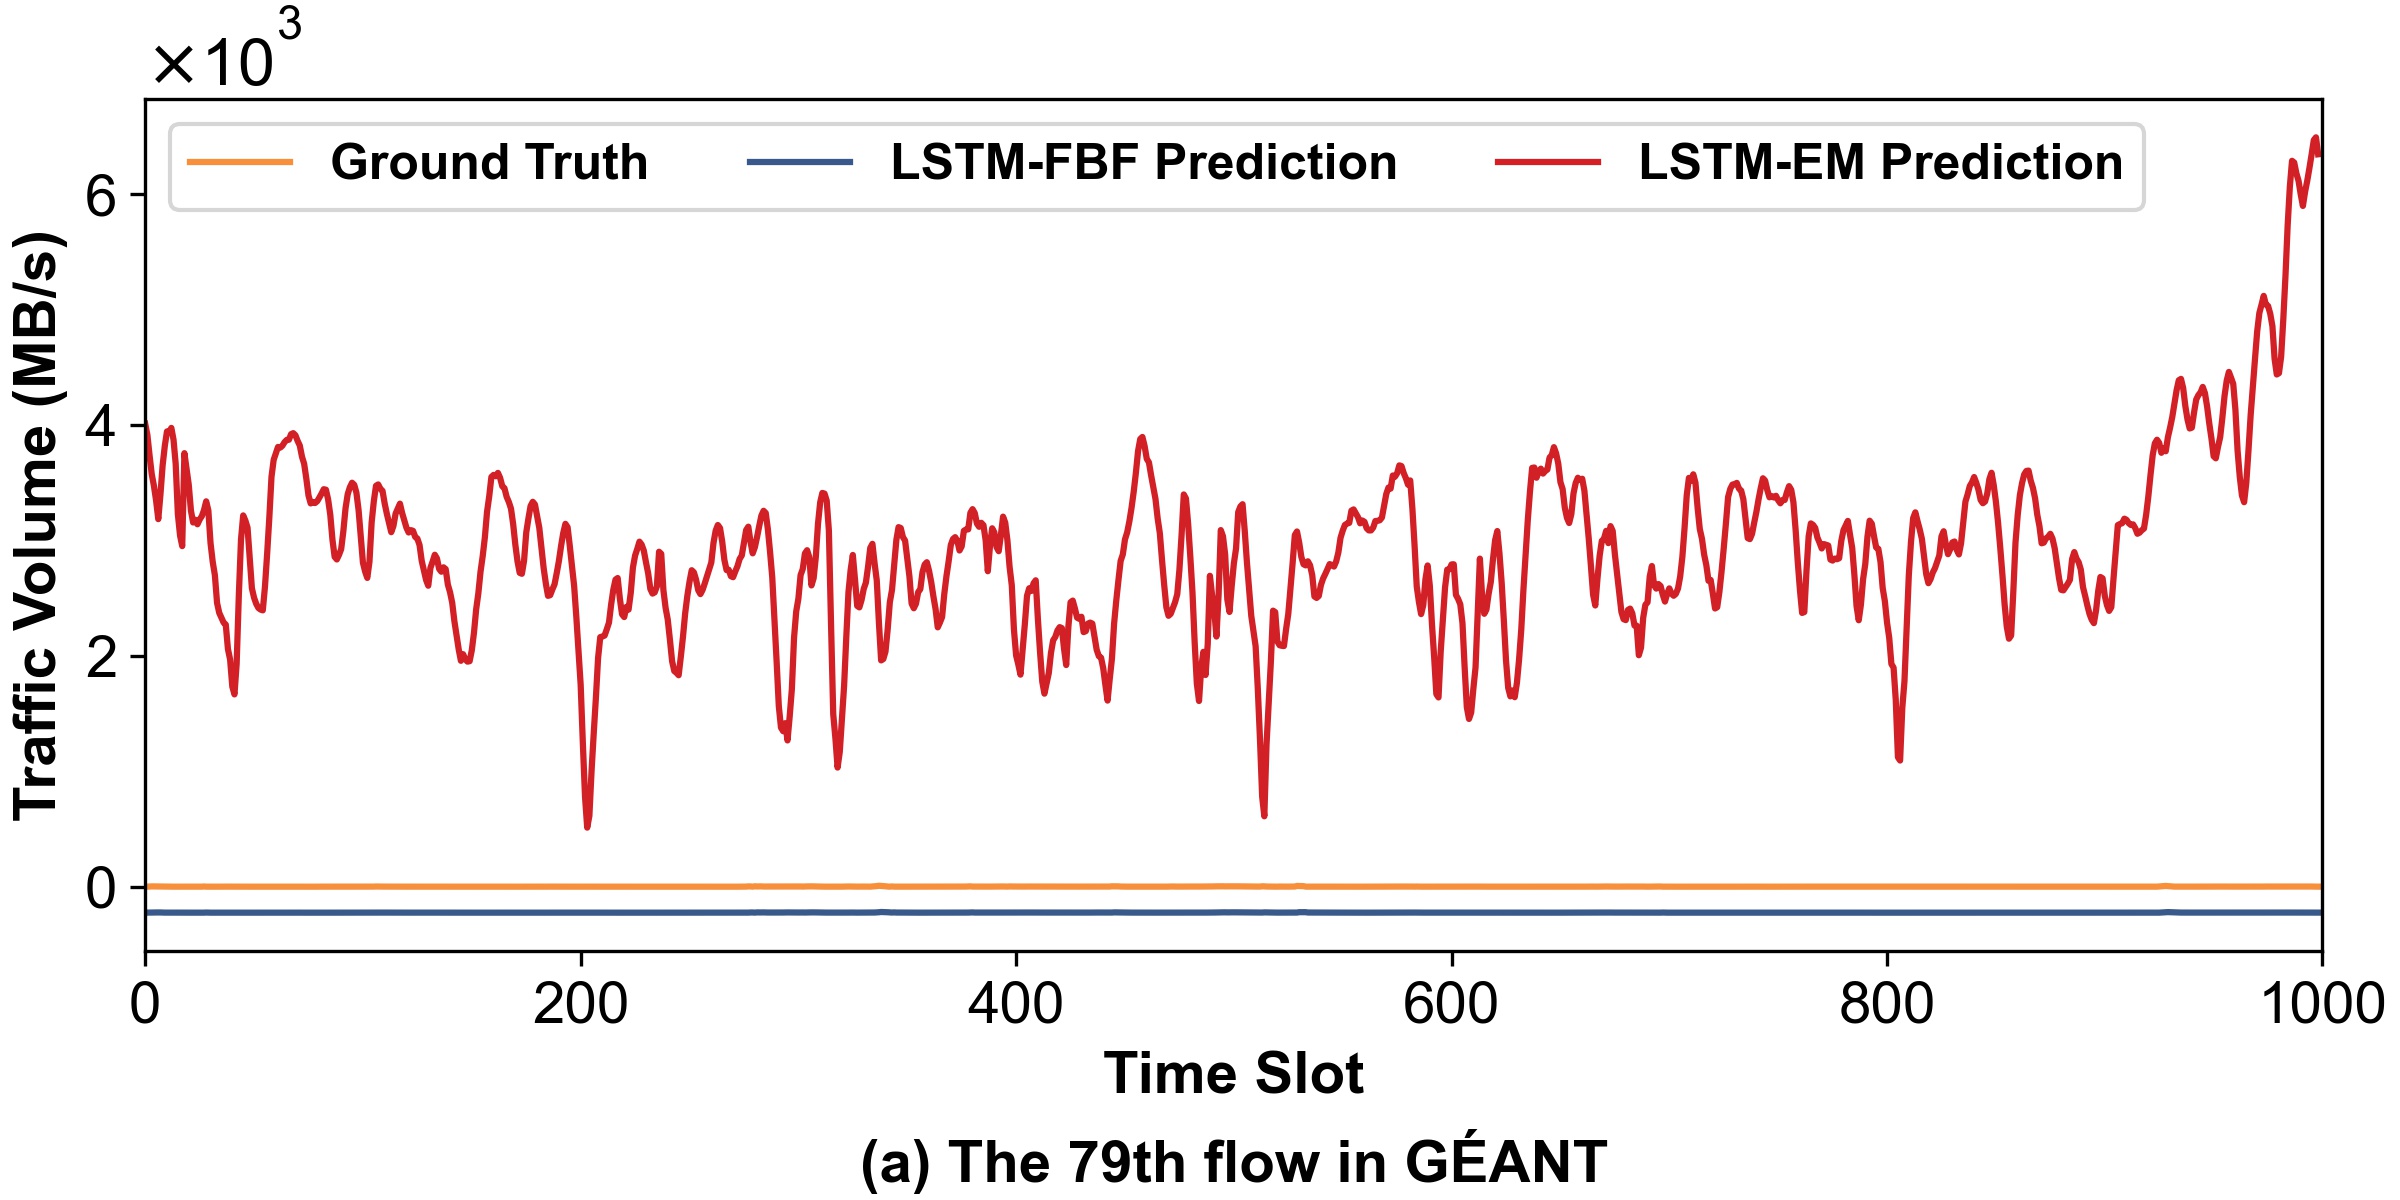 ×10³
Ground Truth LSTM-FBF Prediction LSTM-EM Prediction
6
4
2
0
Traffic Volume (MB/s)
0 200 400 600 800 1000
Time Slot
(a) The 79th flow in GÉANT